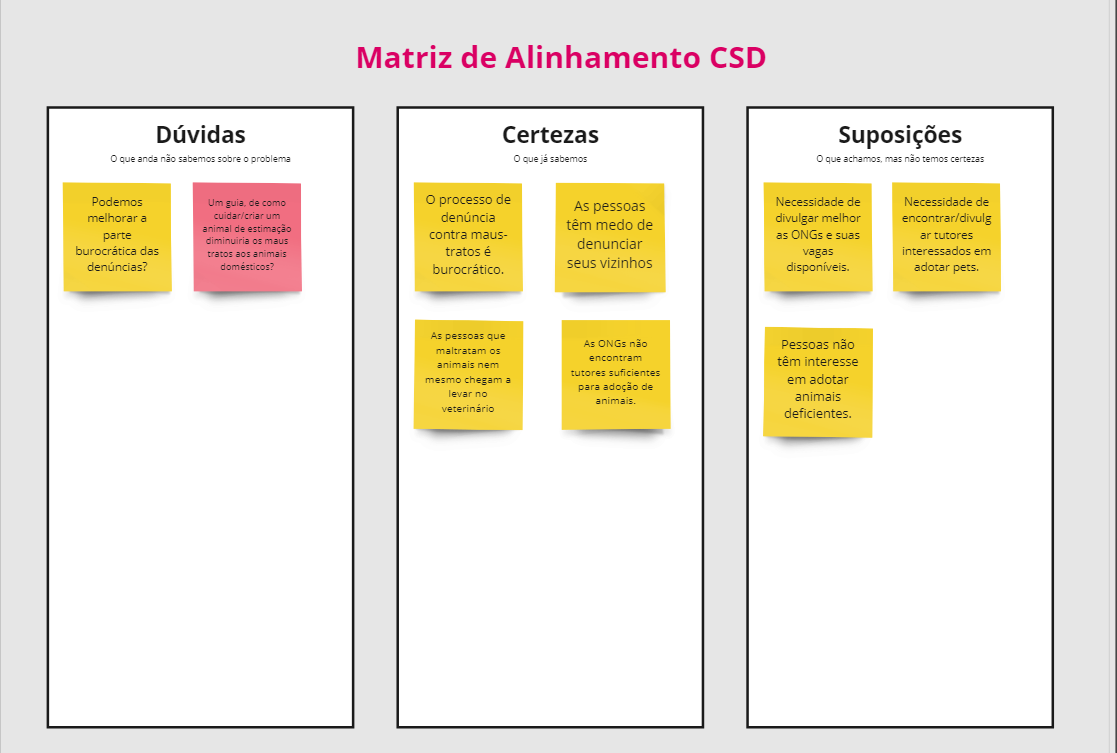 Matriz de Alinhamento CSD
Dúvidas
O que anda não sabemos sobre o problema
Podemos
melhorar a
parte
burocrática das
denúncias?
Um guia, de como
cuidar/criar um
animal de estimação
diminuiria os maus
tratos aos animais
domésticos?
Certezas
O que já sabemos
O processo de
denúncia
contra maus-
tratos é
burocrático.
As pessoas
têm medo de
denunciar
seus vizinhos
As pessoas que
maltratam os
animais nem
mesmo chegam a
levar no
veterinário
As ONGs não
encontram
tutores suficientes
para adoção de
animais.
Suposições
O que achamos, mas não temos certezas
Necessidade de
divulgar melhor
as ONGs e suas
vagas
disponíveis.
Necessidade de
encontrar/divulg
ar tutores
interessados em
adotar pets.
Pessoas não
têm interesse
em adotar
animais
deficientes.